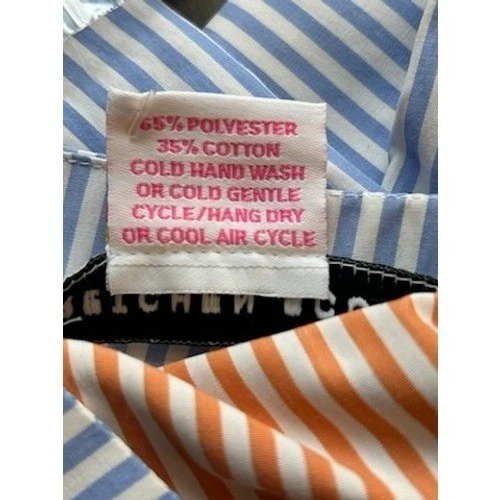 65% POLYESTER
35% COTTON
COLD HAND WASH
OR COLD GENTLE
CYCLE/HANG DRY
OR COOL AIR CYCLE